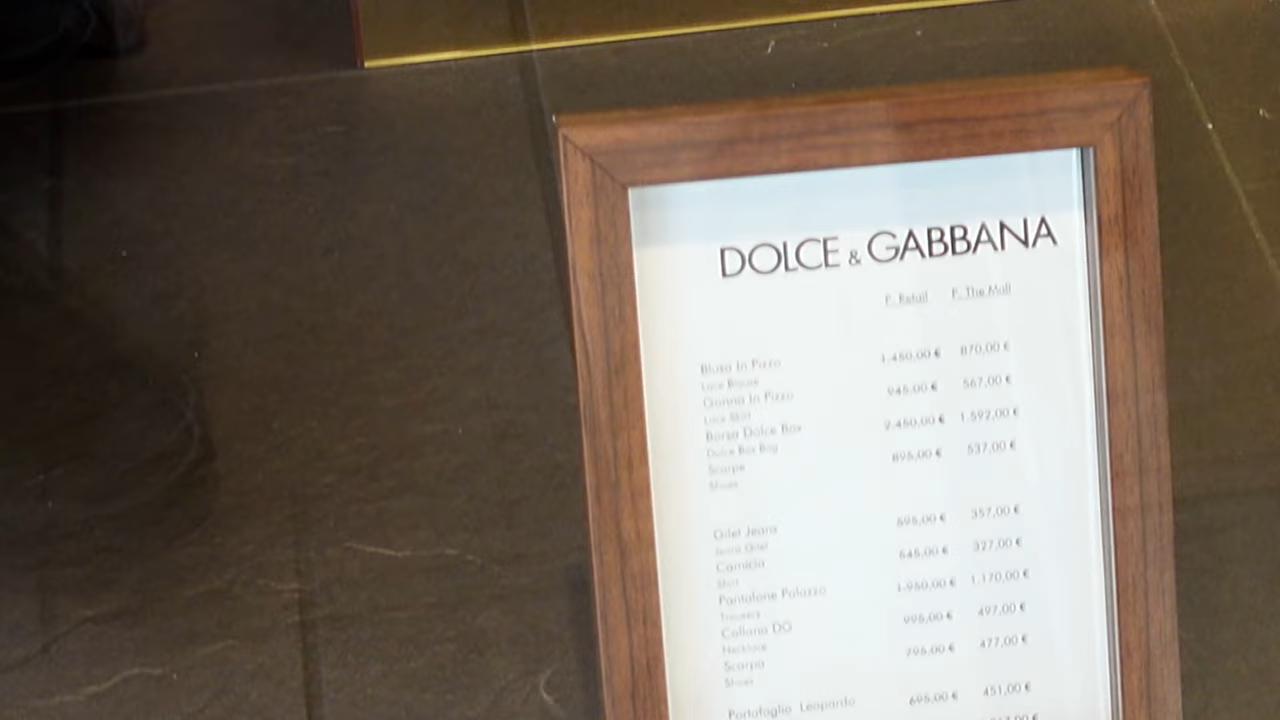 DOLCE & GABBANA
P. Retail P. The Mall
Blusa In Pizzo 1.450,00 € 870,00 €
Lace Blouse
Gonna In Pizzo 945,00 € 567,00 €
Lace Skirt
Borsa Dolce Box 2.450,00 € 1.592,00 €
Dolce Box Bag
Scarpe 895,00 € 537,00 €
Shoes
Gilet Jeans 595,00 € 357,00 €
Jeans Gilet
Camicia 545,00 € 327,00 €
Shirt
Pantalone Palazzo 1.950,00 € 1.170,00 €
Trousers
Collana DG 995,00 € 497,00 €
Necklace
Scarpa 795,00 € 477,00 €
Shoes
Portafoglio Leopardo 695,00 € 451,00 €